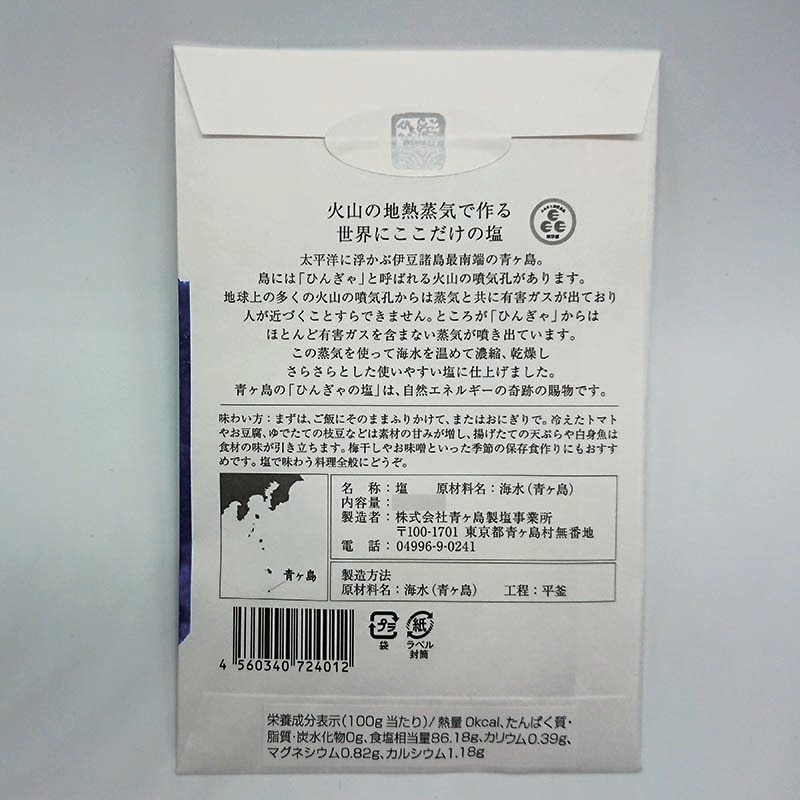 火山の地熱蒸気で作る
世界にここだけの塩
太平洋に浮かぶ伊豆諸島最南端の青ヶ島。
島には「ひんぎゃ」と呼ばれる火山の噴気孔があります。
地球上の多くの火山の噴気孔からは蒸気と共に有害ガスが出ており
人が近づくことすらできません。ところが「ひんぎゃ」からは
ほとんど有害ガスを含まない蒸気が噴き出ています。
この蒸気を使って海水を温めて濃縮、乾燥し
さらさらとした使いやすい塩に仕上げました。
青ヶ島の「ひんぎゃの塩」は、自然エネルギーの奇跡の賜物です。
味わい方：まずは、ご飯にそのままふりかけて、またはおにぎりで。冷えたトマト
やお豆腐、ゆでたての枝豆などは素材の甘みが増し、揚げたての天ぷらや白身魚は
食材の味が引き立ちます。梅干しやお味噌といった季節の保存食作りにもおすす
めです。塩で味わう料理全般にどうぞ。
青ヶ島
名 称：塩 原材料名：海水（青ヶ島）
内容量：
製造者：株式会社青ヶ島製塩事業所
〒100-1701 東京都青ヶ島村無番地
電 話：04996-9-0241
製造方法
原材料名：海水（青ヶ島） 工程：平釜
4 560340 724012
プラ
袋
紙
ラベル
封筒
栄養成分表示(100g当たり)/熱量0kcal、たんぱく質・
脂質・炭水化物0g、食塩相当量86.18g、カリウム0.39g、
マグネシウム0.82g、カルシウム1.18g